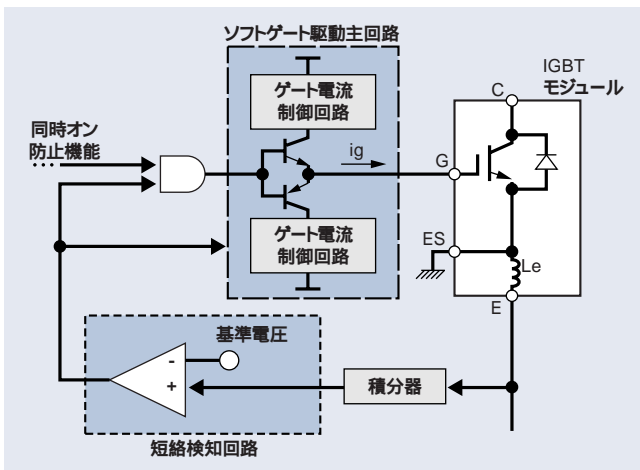 ソフトゲート駆動主回路
ゲート電流
制御回路
同時オン
防止機能
ig
ゲート電流
制御回路
IGBT
モジュール
C
G
ES
Le
E
基準電圧
-
+
短絡検知回路
積分器